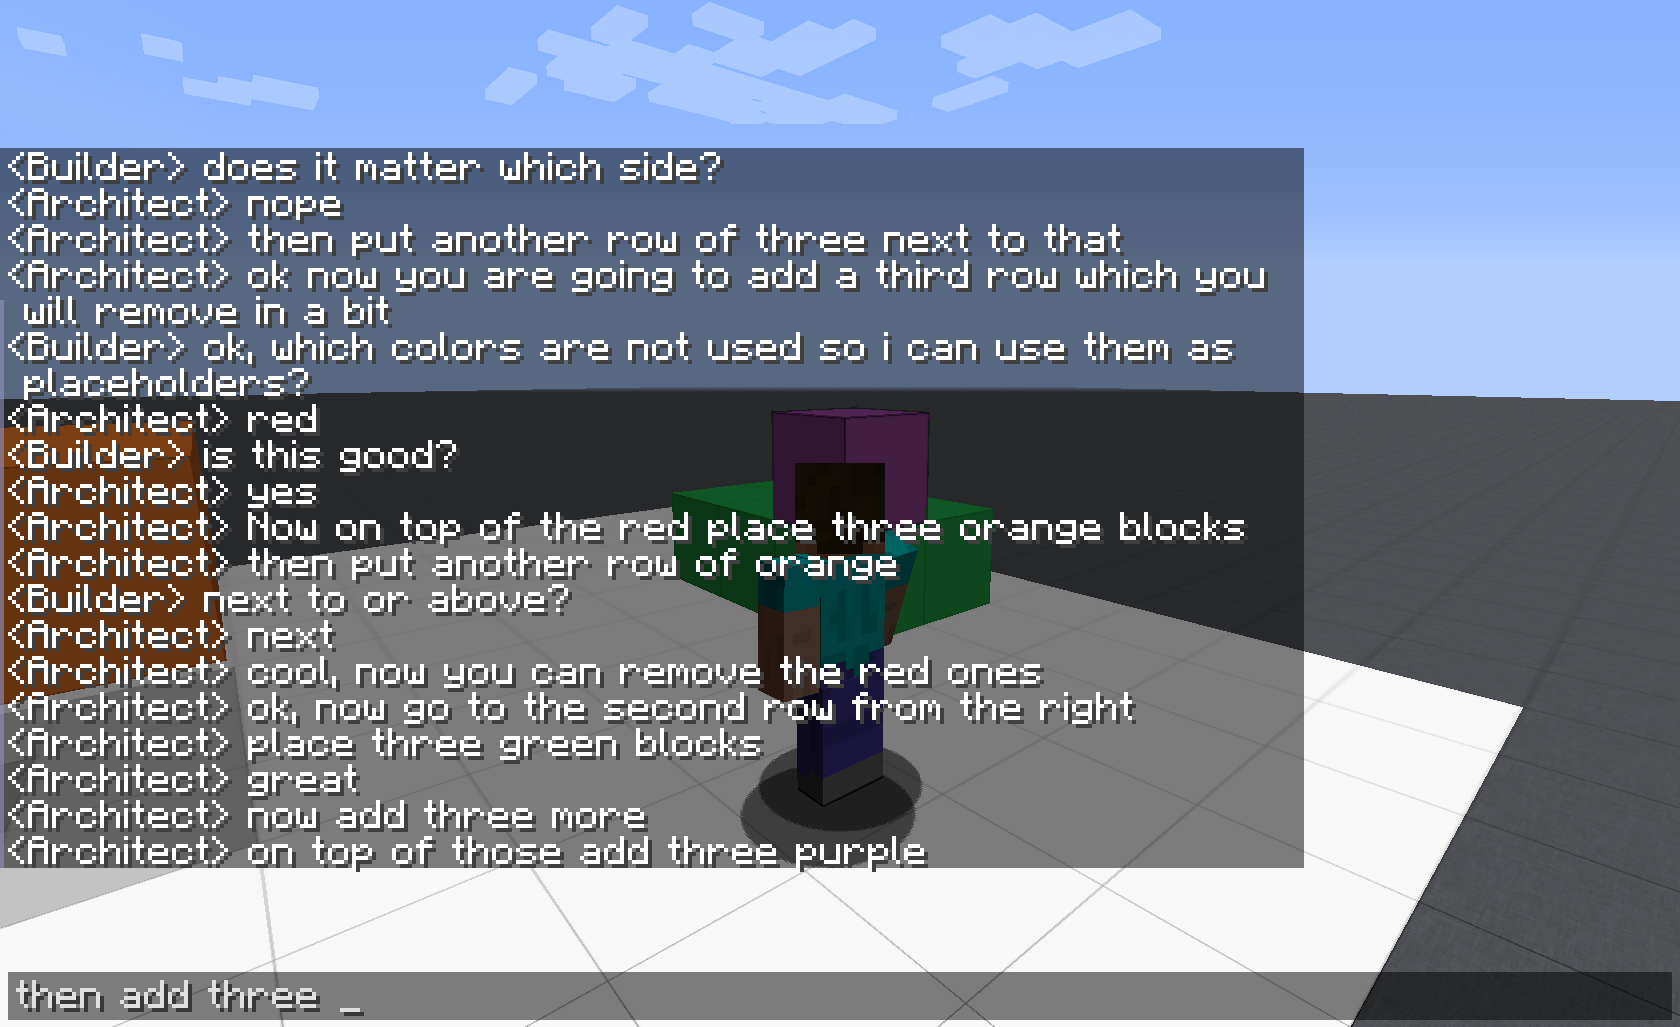 <Builder> does it matter which side?
<Architect> nope
<Architect> then put another row of three next to that
<Architect> ok now you are going to add a third row which you
will remove in a bit
<Builder> ok, which colors are not used so i can use them as
placeholders?
<Architect> red
<Builder> is this good?
<Architect> yes
<Architect> Now on top of the red place three orange blocks
<Architect> then put another row of orange
<Builder> next to or above?
<Architect> next
<Architect> cool, now you can remove the red ones
<Architect> ok, now go to the second row from the right
<Architect> place three green blocks
<Architect> great
<Architect> now add three more
<Architect> on top of those add three purple
then add three _